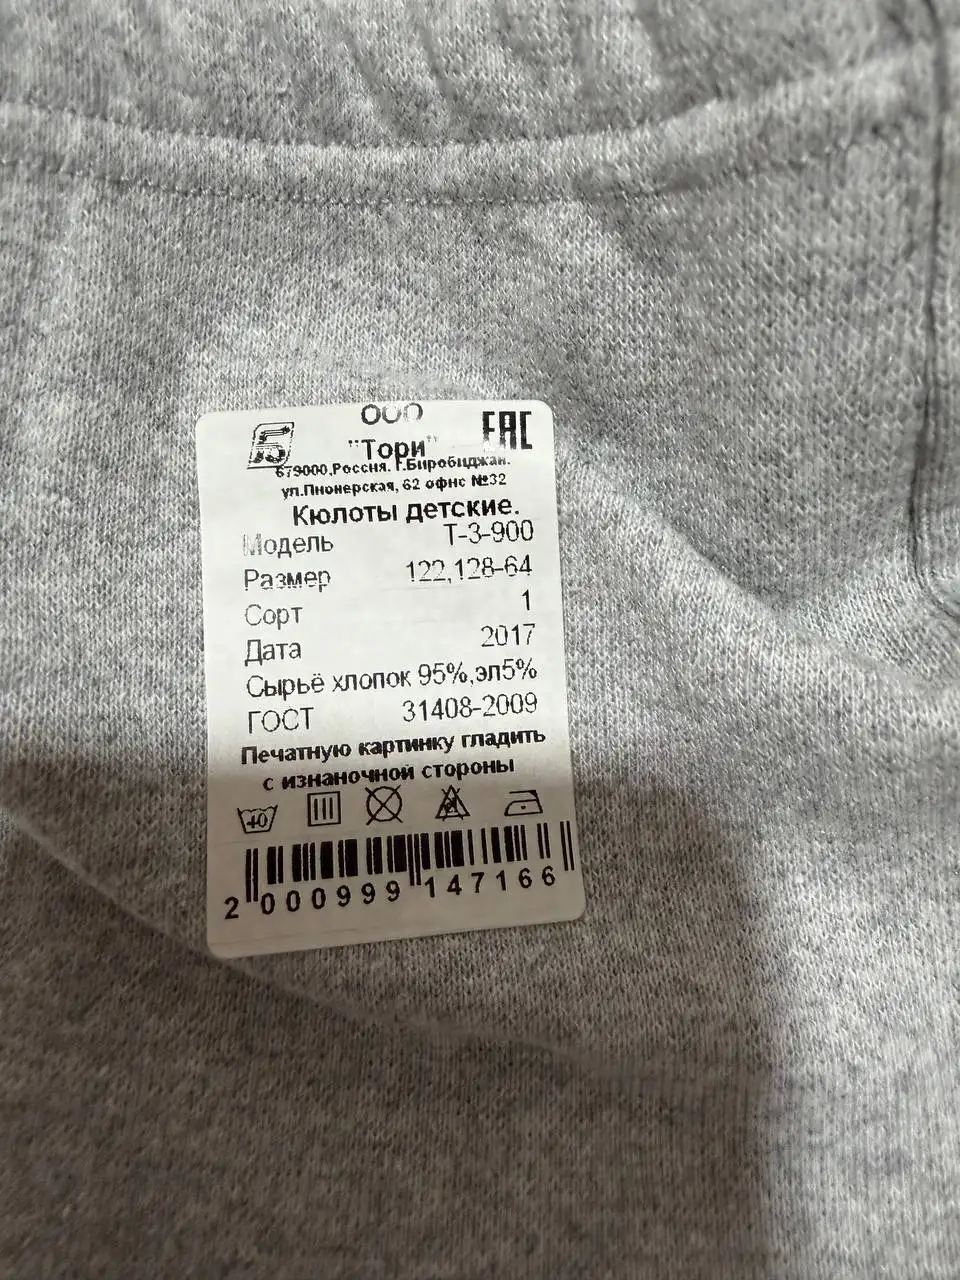 ООО
"Тори"
ЕАС
679000,Россия. Г.Биробиджан.
ул.Пионерская, 62 офис №32
Кюлоты детские.
Модель Т-3-900
Размер 122,128-64
Сорт 1
Дата 2017
Сырьё хлопок 95%,эл5%
ГОСТ 31408-2009
Печатную картинку гладить
с изнаночной стороны
40
2 000999 147166